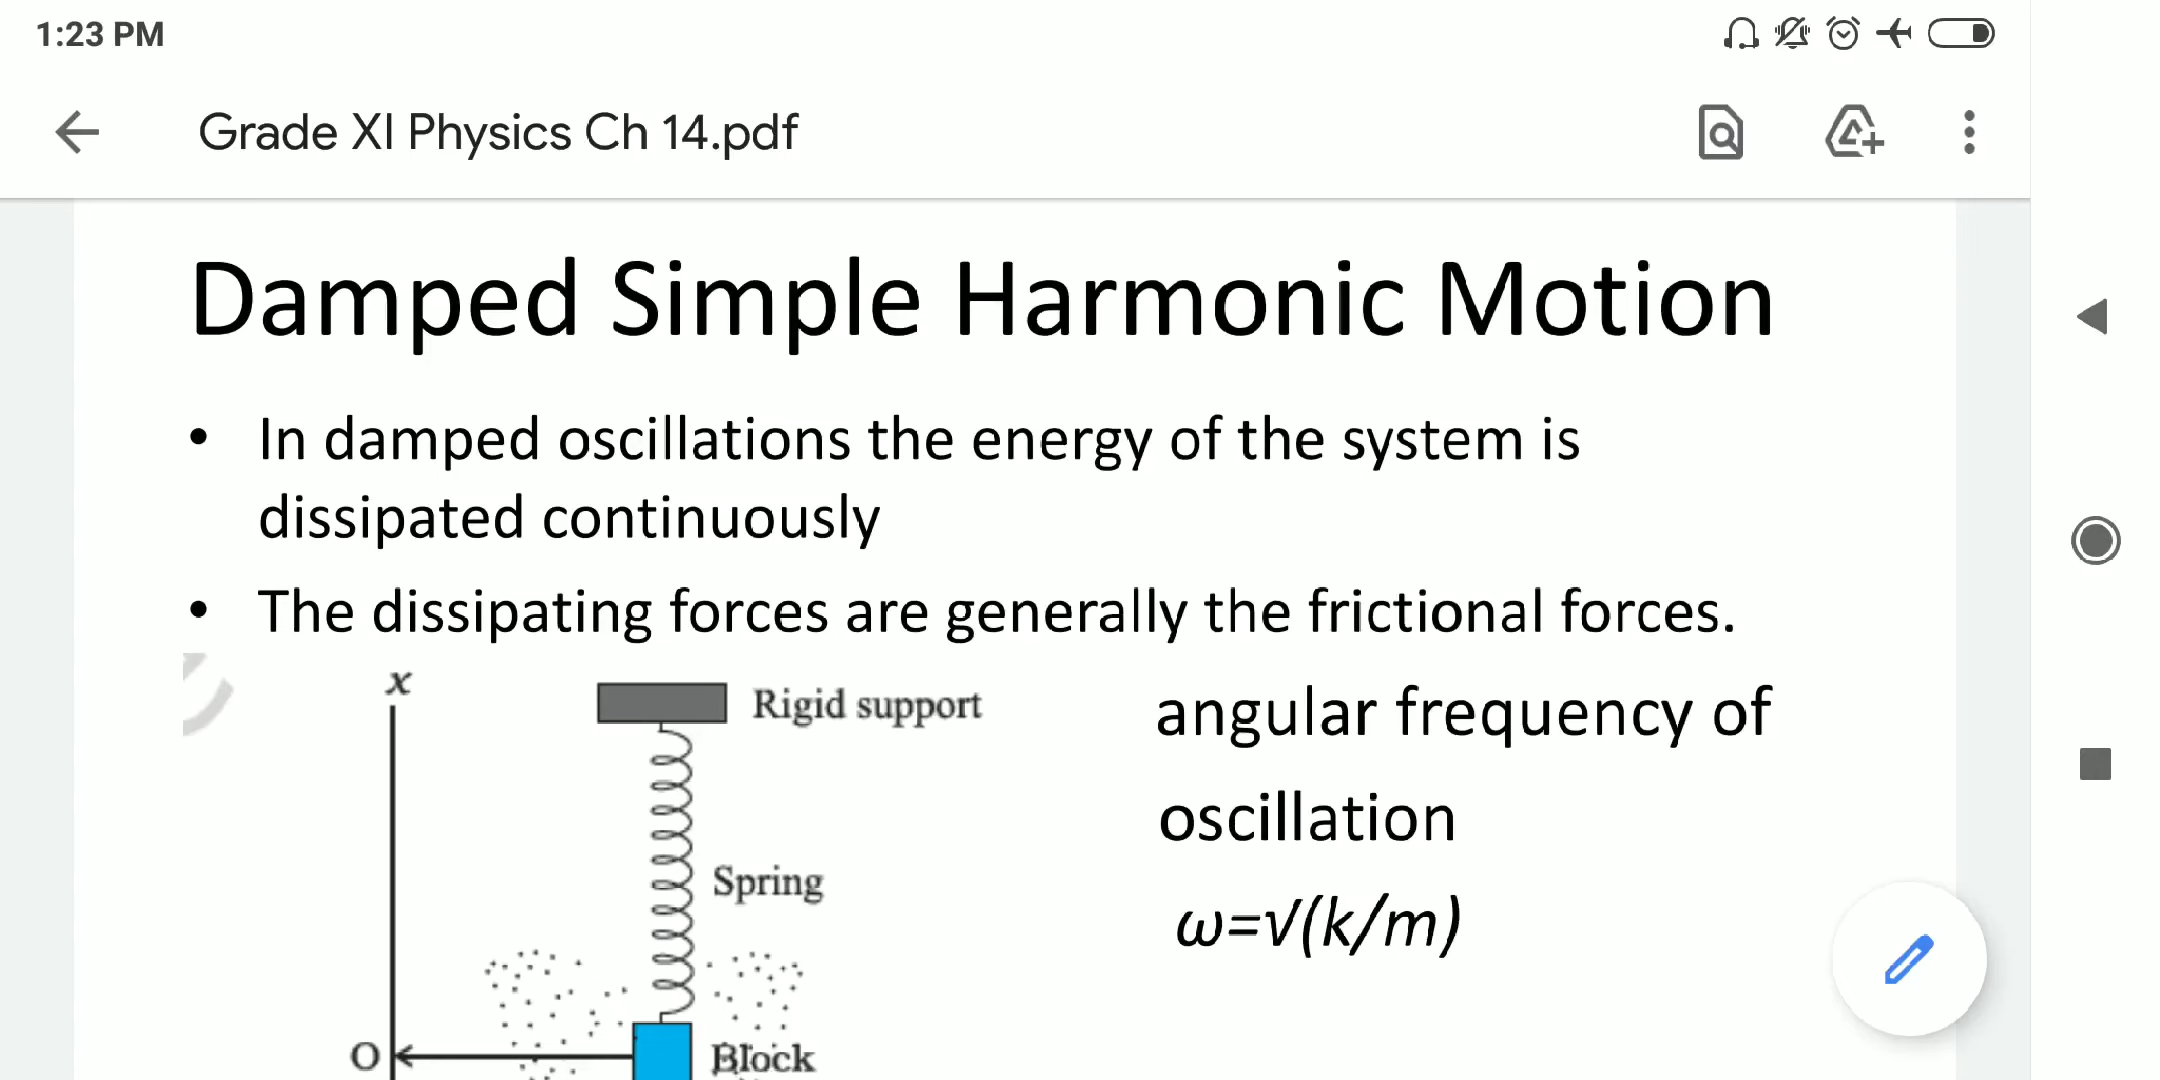 1:23 PM
Grade XI Physics Ch 14.pdf
Damped Simple Harmonic Motion
• In damped oscillations the energy of the system is
dissipated continuously
• The dissipating forces are generally the frictional forces.
x
Rigid support
angular frequency of
oscillation
Spring
ω=√(k/m)
O
Block